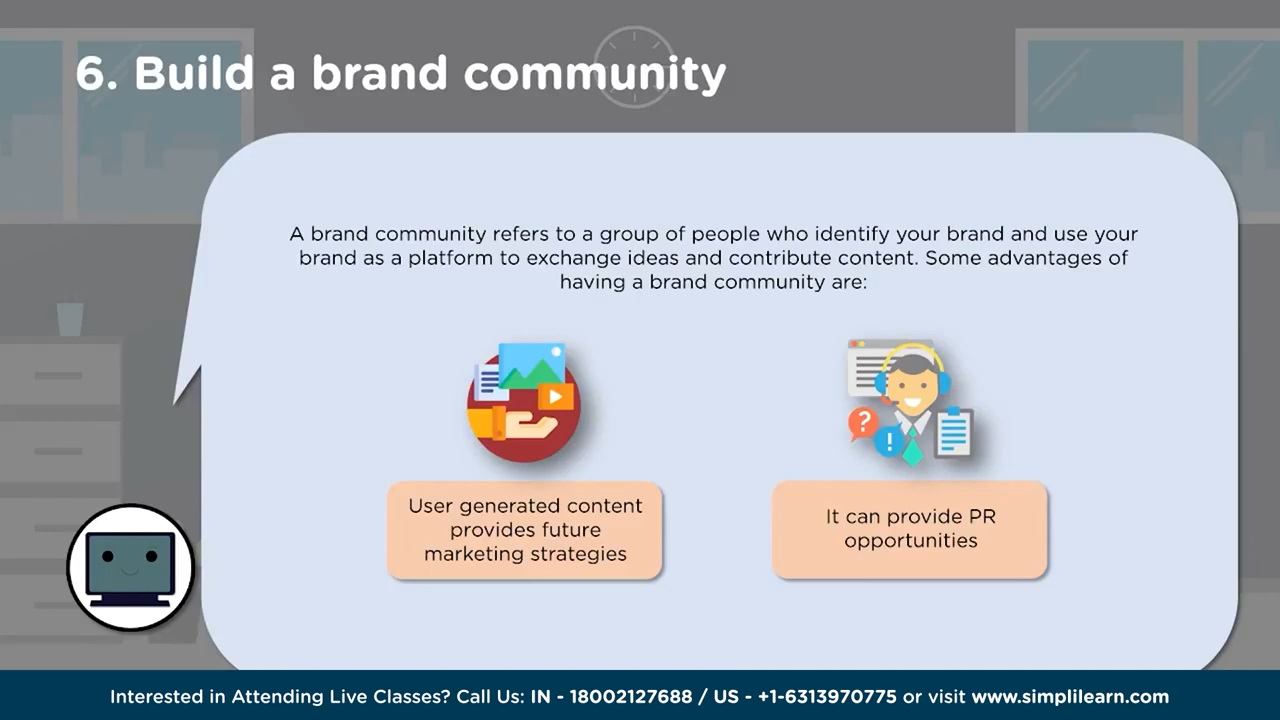 6. Build a brand community
A brand community refers to a group of people who identify your brand and use your
brand as a platform to exchange ideas and contribute content. Some advantages of
having a brand community are:
User generated content
provides future
marketing strategies
It can provide PR
opportunities
Interested in Attending Live Classes? Call Us: IN - 18002127688 / US - +1-6313970775 or visit www.simplilearn.com